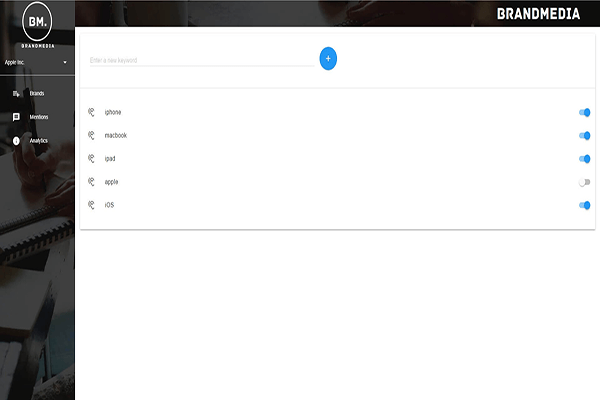 BM.
BRANDMEDIA
BRANDMEDIA
Apple Inc.
Brands
Mentions
Analytics
Enter a new keyword
+
iphone
macbook
ipad
apple
iOS